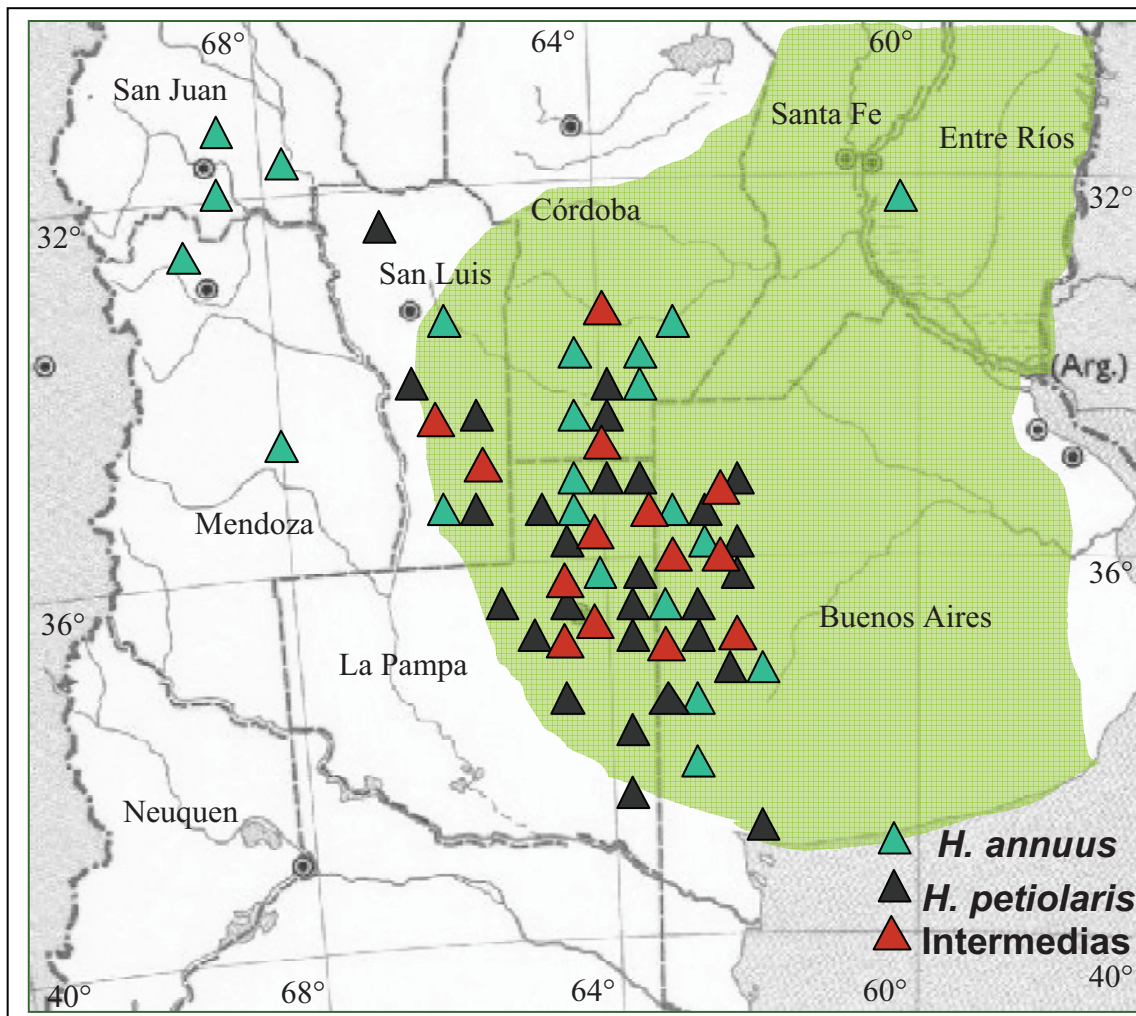 68° 64° 60°
San Juan
Santa Fe
Entre Ríos
32°
Córdoba
32°
San Luis
(Arg.)
Mendoza
36°
Buenos Aires
36°
La Pampa
Neuquen
H. annuus
H. petiolaris
Intermedias
40° 68° 64° 60° 40°